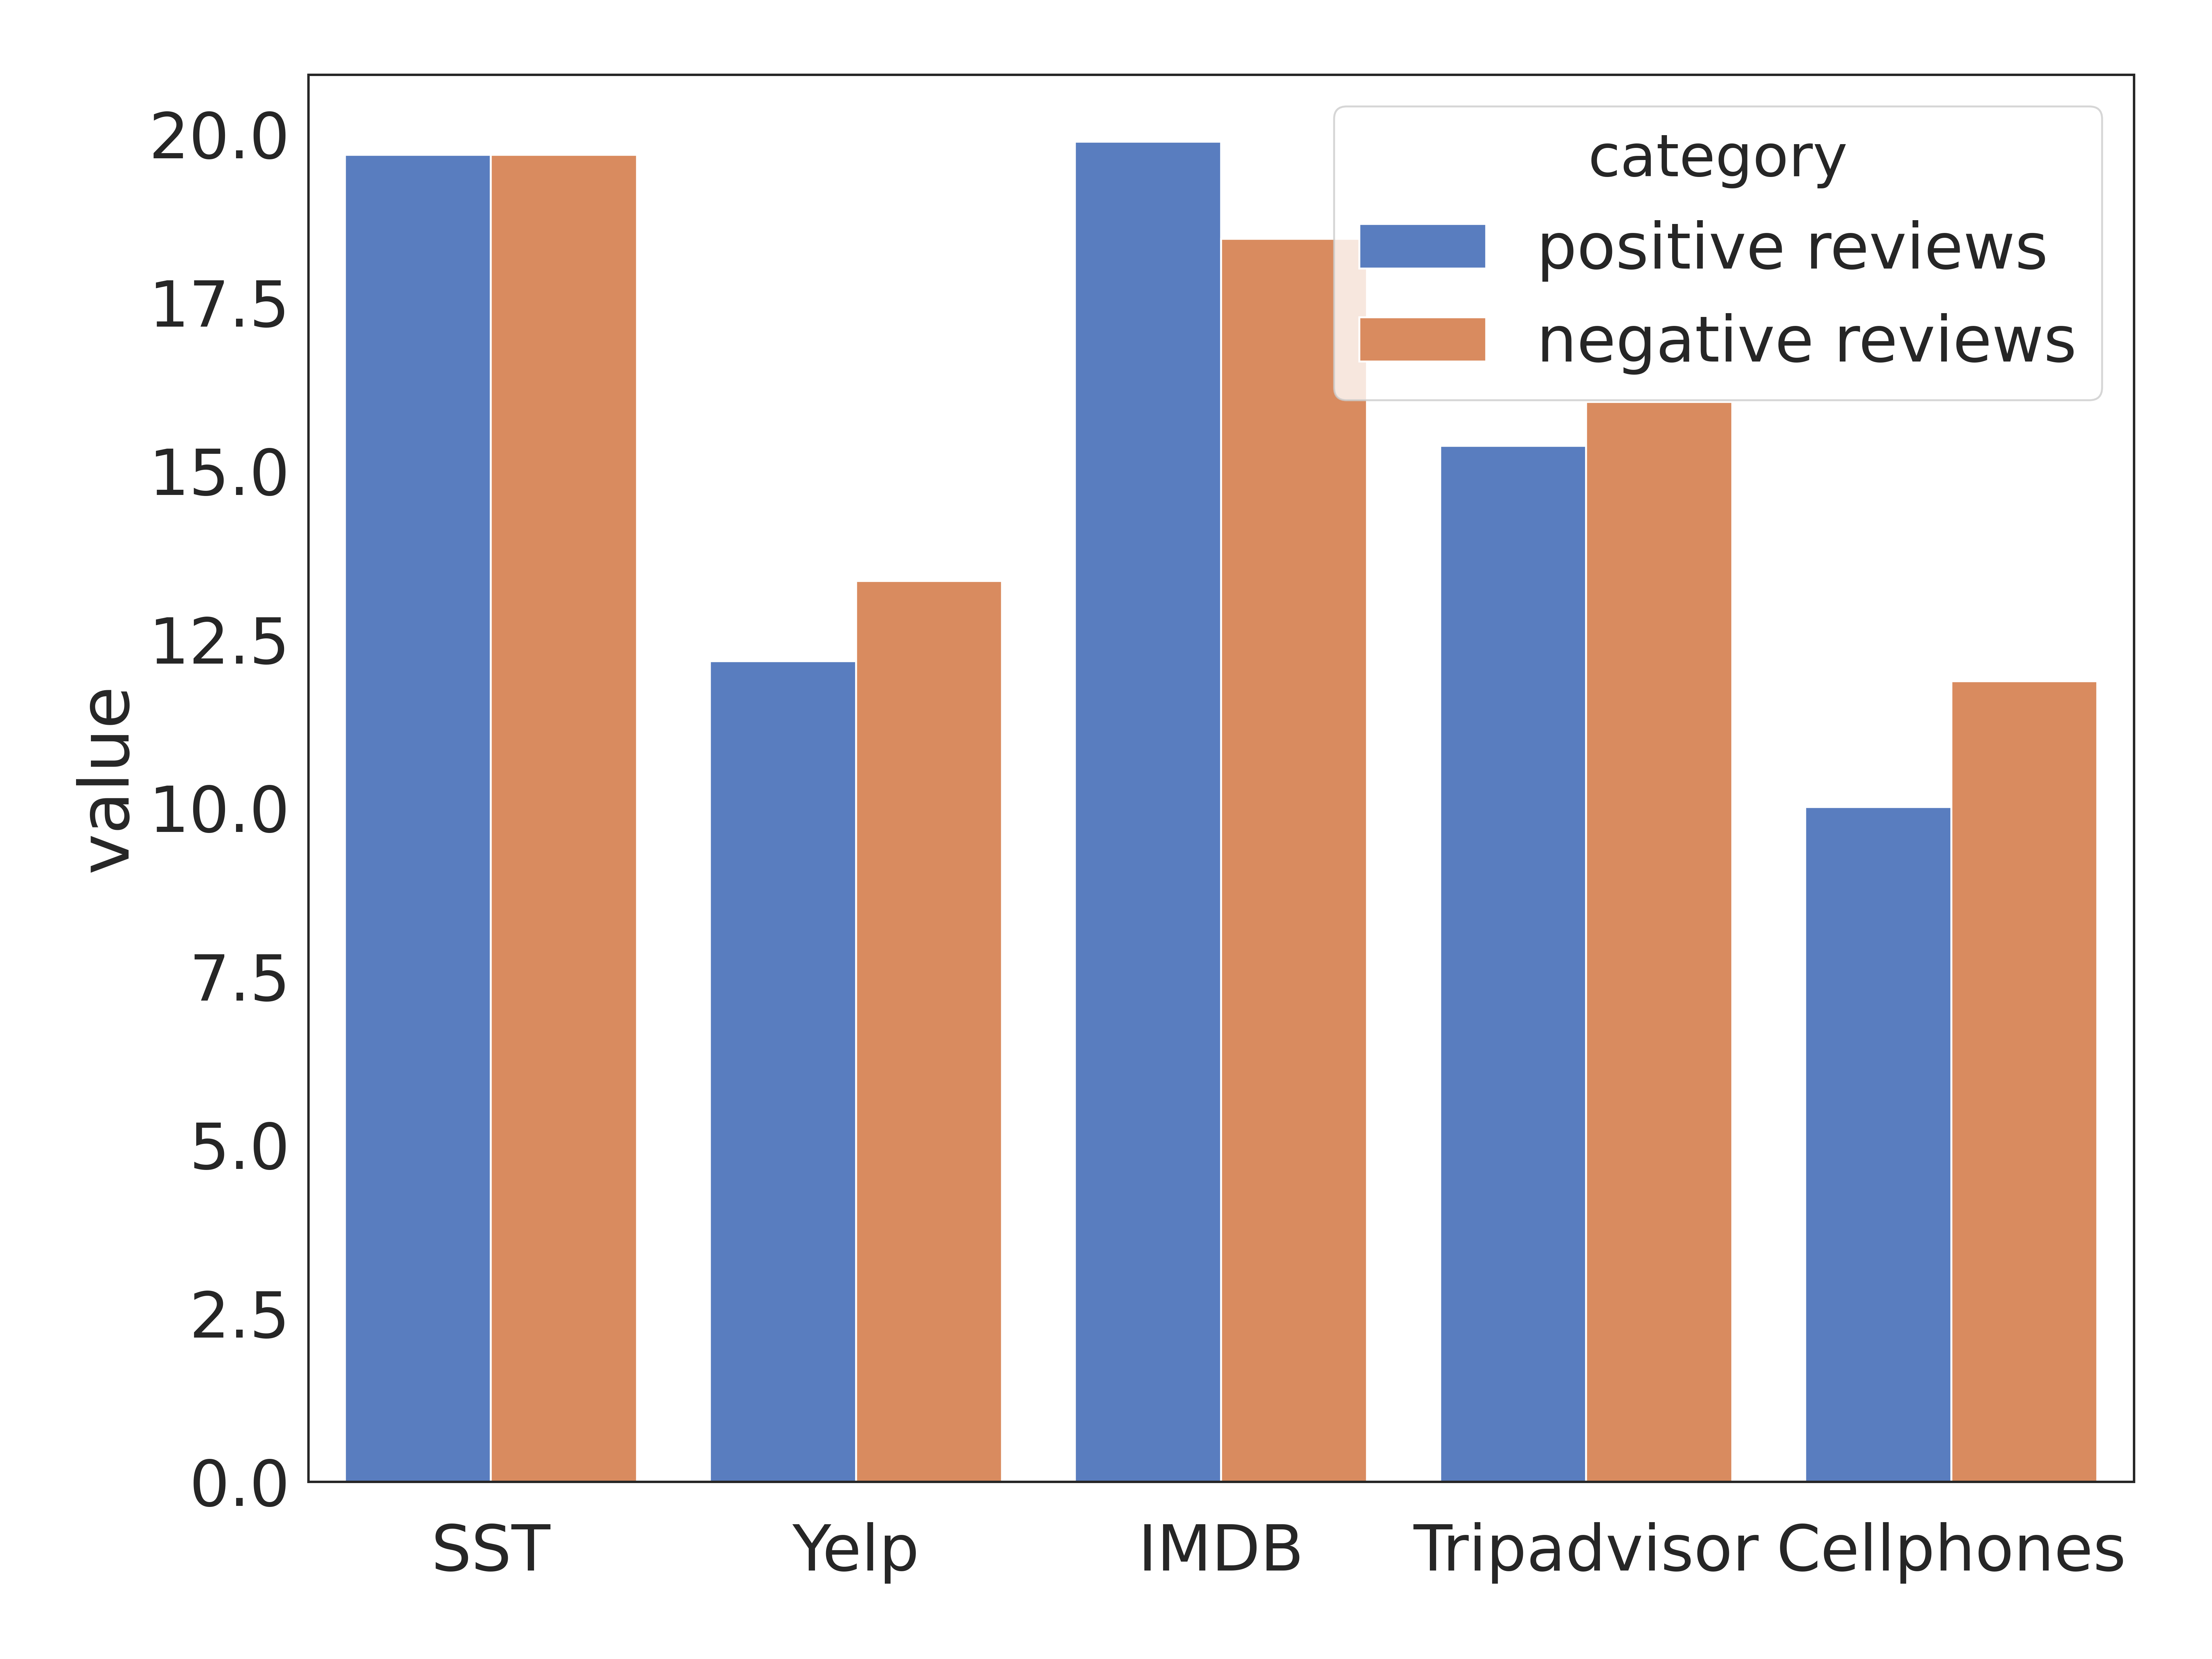 category
positive reviews
negative reviews
value
20.0
17.5
15.0
12.5
10.0
7.5
5.0
2.5
0.0
SST Yelp IMDB Tripadvisor Cellphones